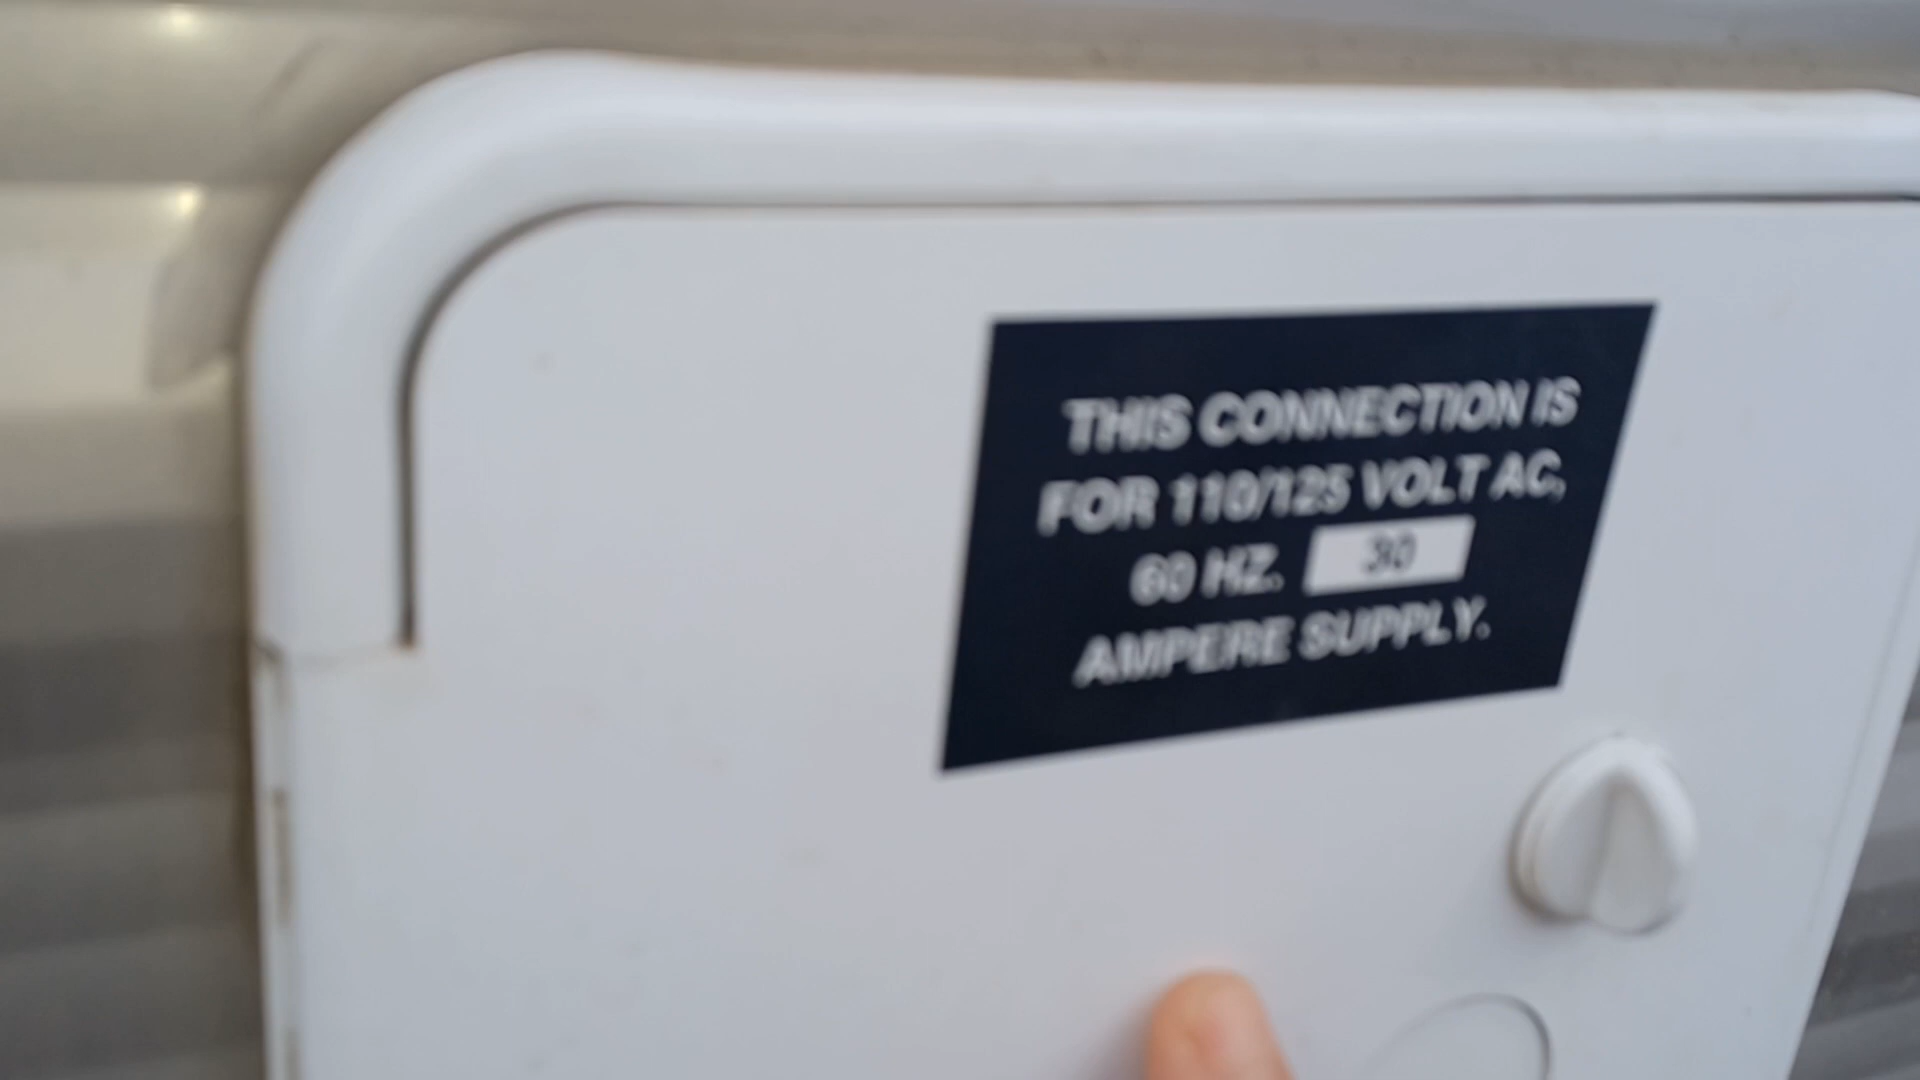 THIS CONNECTION IS
FOR 110/125 VOLT AC,
60 HZ. 30
AMPERE SUPPLY.